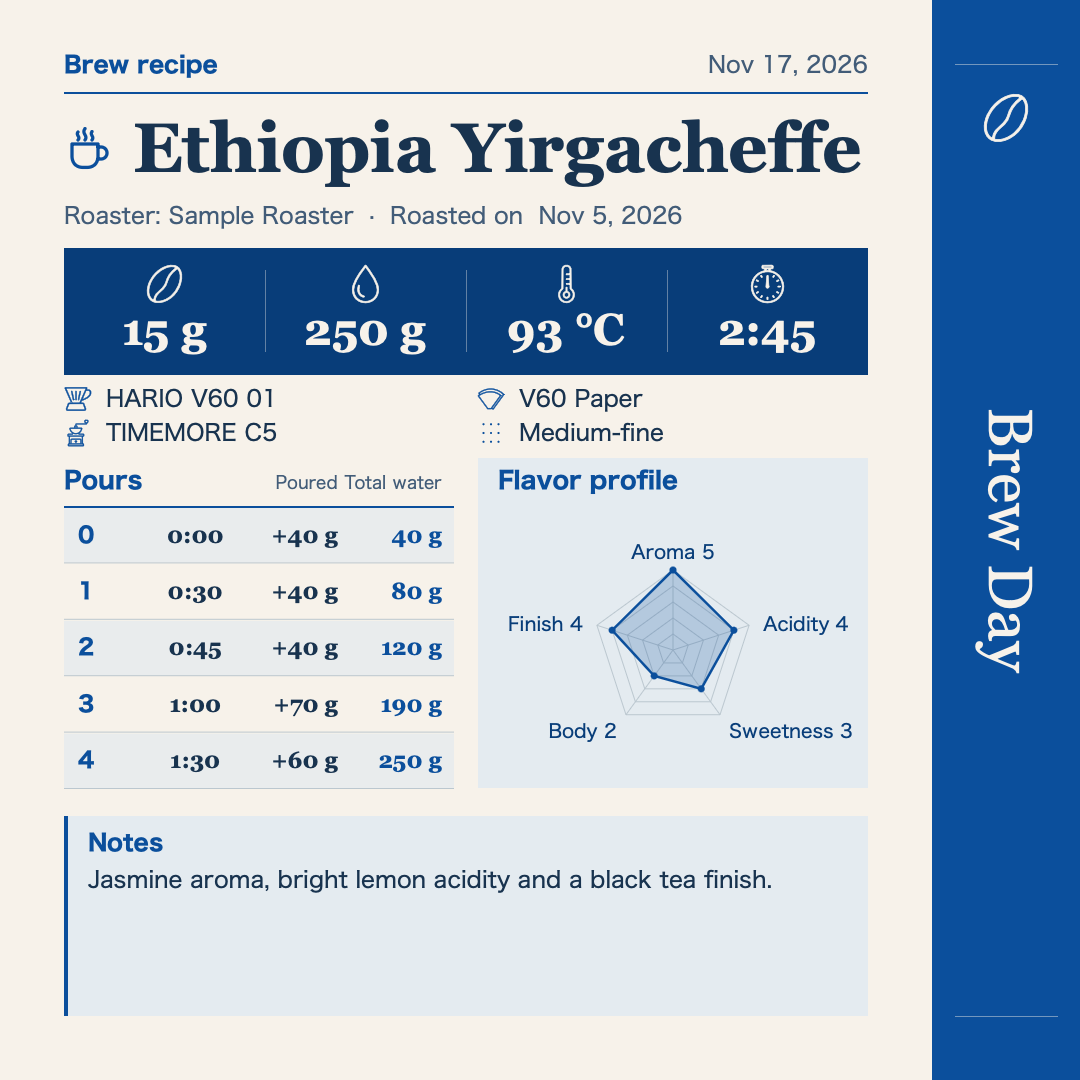 Brew recipe
Nov 17, 2026
Ethiopia Yirgacheffe
Roaster: Sample Roaster · Roasted on Nov 5, 2026
15 g
250 g
93 °C
2:45
HARIO V60 01
V60 Paper
TIMEMORE C5
Medium-fine
Pours Poured Total water
0 0:00 +40 g 40 g
1 0:30 +40 g 80 g
2 0:45 +40 g 120 g
3 1:00 +70 g 190 g
4 1:30 +60 g 250 g
Flavor profile
Aroma 5
Finish 4
Acidity 4
Body 2
Sweetness 3
Notes
Jasmine aroma, bright lemon acidity and a black tea finish.
Brew Day